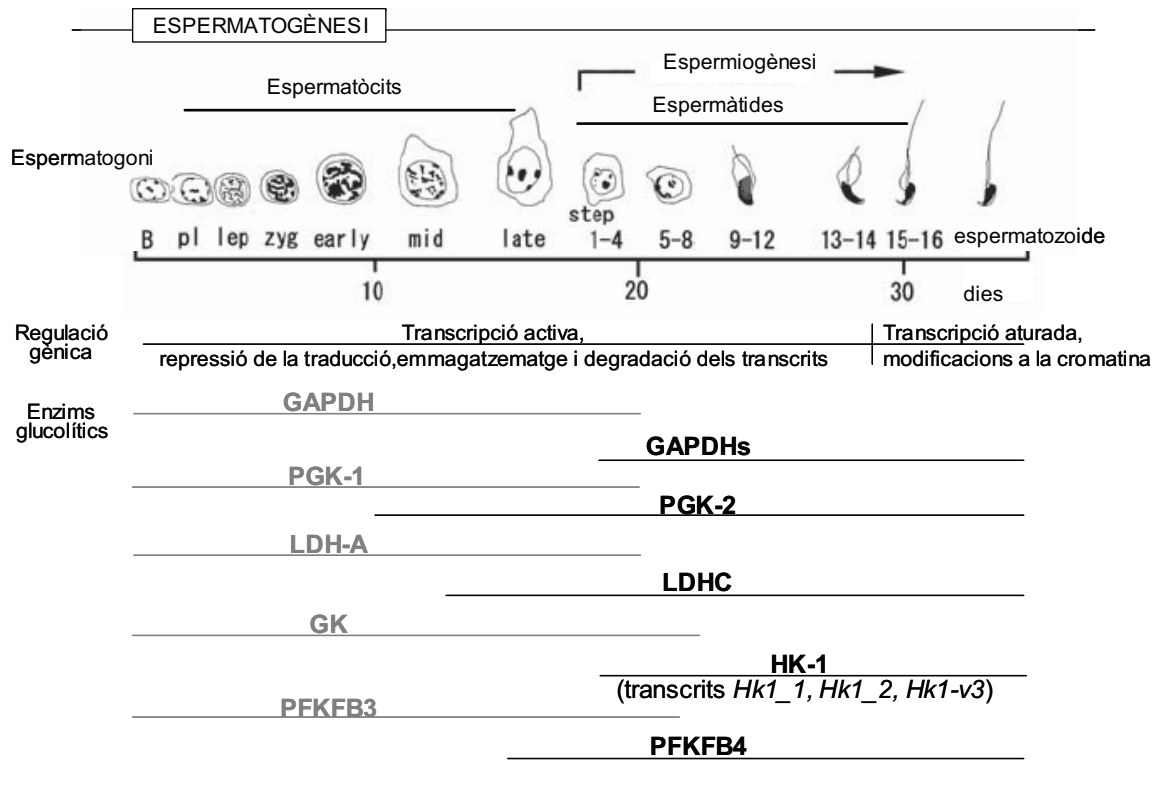 ESPERMATOGÈNESI
Espermiogènesi
Espermatòcits
Espermàtides
Espermatogoni
step
B pl lep zyg early mid late 1-4 5-8 9-12 13-14 15-16 espermatozoide
10 20 30 dies
Regulació
gènica
Transcripció activa,
repressió de la traducció,emmagatzematge i degradació dels transcrits
Transcripció aturada,
modificacions a la cromatina
Enzims
glucolítics
GAPDH
GAPDHs
PGK-1
PGK-2
LDH-A
LDHC
GK
HK-1
(transcrits Hk1_1, Hk1_2, Hk1-v3)
PFKFB3
PFKFB4